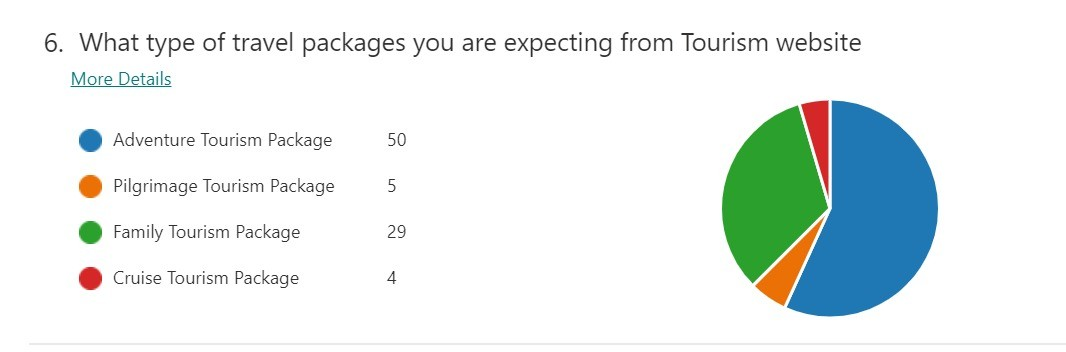 6. What type of travel packages you are expecting from Tourism website
More Details
Adventure Tourism Package 50
Pilgrimage Tourism Package 5
Family Tourism Package 29
Cruise Tourism Package 4